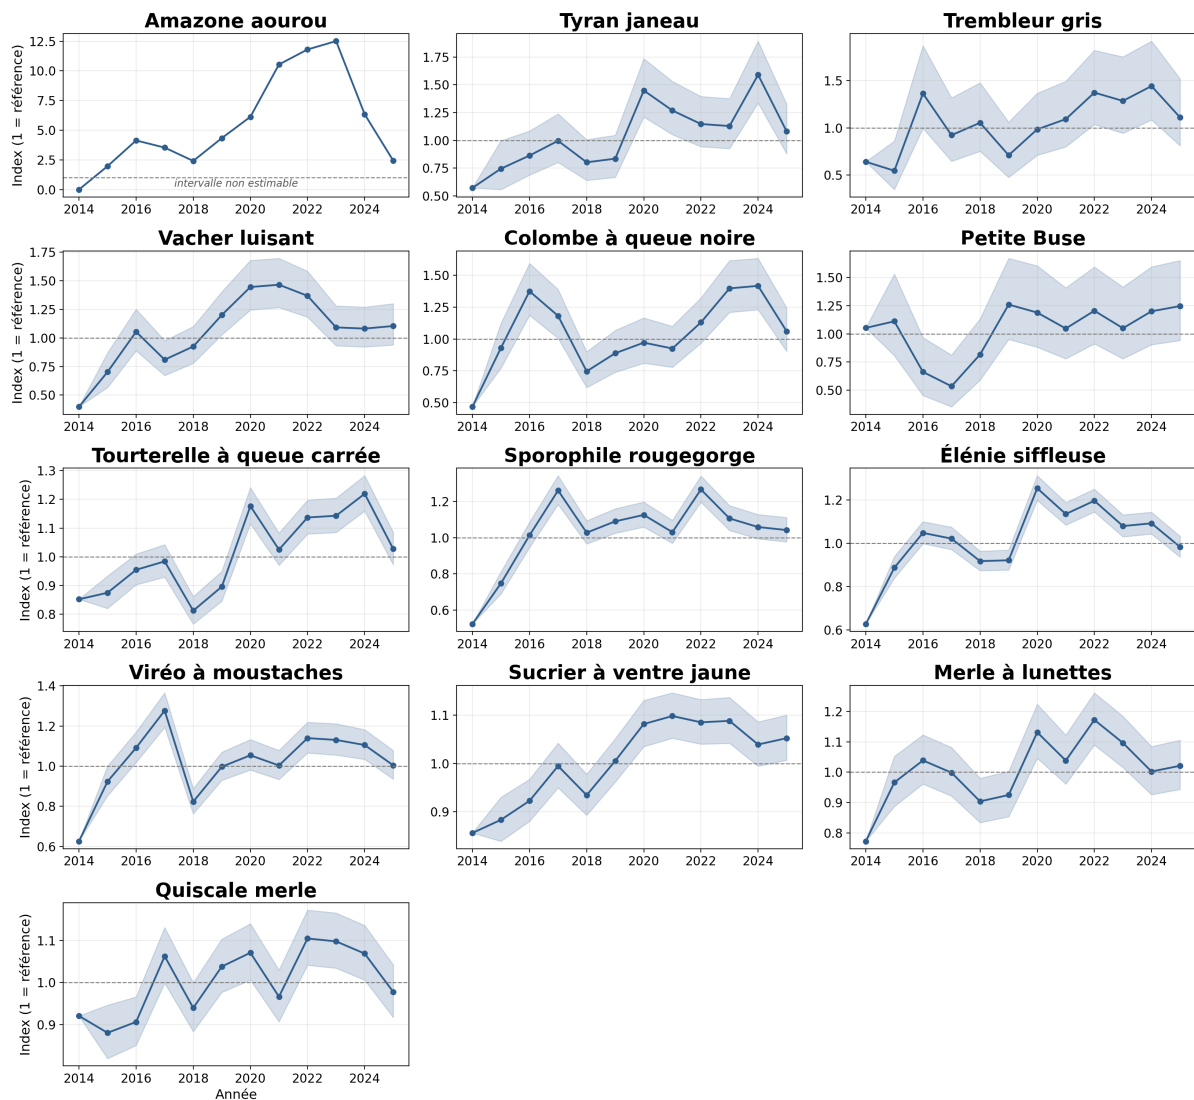 Amazone aourou
Tyran janeau
Trembleur gris
Index (1 = référence)
12.5
10.0
7.5
5.0
2.5
0.0
intervalle non estimable
2014 2016 2018 2020 2022 2024
1.75
1.50
1.25
1.00
0.75
0.50
2014 2016 2018 2020 2022 2024
1.5
1.0
0.5
2014 2016 2018 2020 2022 2024
Vacher luisant
Colombe à queue noire
Petite Buse
Index (1 = référence)
1.75
1.50
1.25
1.00
0.75
0.50
2014 2016 2018 2020 2022 2024
1.50
1.25
1.00
0.75
0.50
2014 2016 2018 2020 2022 2024
1.50
1.25
1.00
0.75
0.50
2014 2016 2018 2020 2022 2024
Tourterelle à queue carrée
Sporophile rougegorge
Élénie siffleuse
Index (1 = référence)
1.3
1.2
1.1
1.0
0.9
0.8
2014 2016 2018 2020 2022 2024
1.2
1.0
0.8
0.6
2014 2016 2018 2020 2022 2024
1.2
1.0
0.8
0.6
2014 2016 2018 2020 2022 2024
Viréo à moustaches
Sucrier à ventre jaune
Merle à lunettes
Index (1 = référence)
1.4
1.2
1.0
0.8
0.6
2014 2016 2018 2020 2022 2024
1.1
1.0
0.9
2014 2016 2018 2020 2022 2024
1.2
1.1
1.0
0.9
0.8
2014 2016 2018 2020 2022 2024
Quiscale merle
Index (1 = référence)
1.1
1.0
0.9
2014 2016 2018 2020 2022 2024
Année